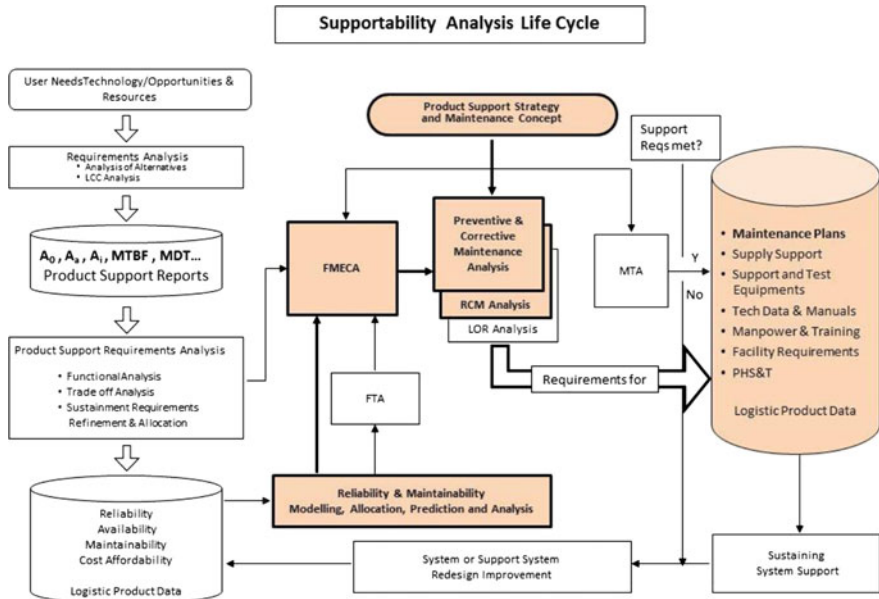 Supportability Analysis Life Cycle
User NeedsTechnology/Opportunities &
Resources
Requirements Analysis
• Analysis of Alternatives
• LCC Analysis
A0 , Aa , Ai , MTBF , MDT...
Product Support Reports
Product Support Requirements Analysis
• Functional Analysis
• Trade off Analysis
• Sustainment Requirements
Refinement & Allocation
Reliability
Availability
Maintainability
Cost Affordability
Logistic Product Data
Product Support Strategy
and Maintenance Concept
FMECA
Preventive &
Corrective
Maintenance
Analysis
RCM Analysis
LOR Analysis
FTA
Reliability & Maintainability
Modelling, Allocation, Prediction and Analysis
Support
Reqs met?
MTA
Y
No
Requirements for
• Maintenance Plans
• Supply Support
• Support and Test
Equipments
• Tech Data & Manuals
• Manpower & Training
• Facility Requirements
• PHS&T
Logistic Product Data
System or Support System
Redesign Improvement
Sustaining
System Support